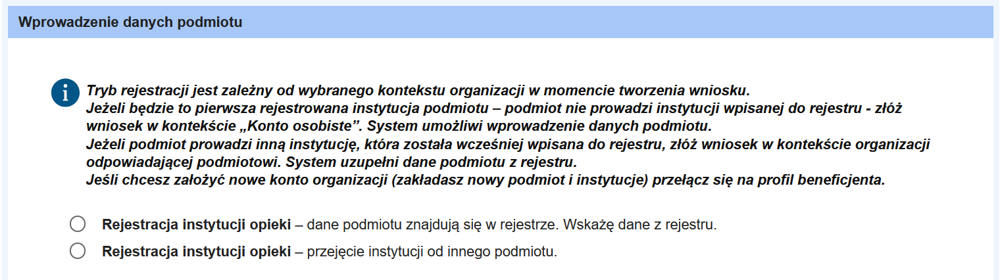 Wprowadzenie danych podmiotu
i
Tryb rejestracji jest zależny od wybranego kontekstu organizacji w momencie tworzenia wniosku.
Jeżeli będzie to pierwsza rejestrowana instytucja podmiotu – podmiot nie prowadzi instytucji wpisanej do rejestru - złóż
wniosek w kontekście „Konto osobiste”. System umożliwi wprowadzenie danych podmiotu.
Jeżeli podmiot prowadzi inną instytucję, która została wcześniej wpisana do rejestru, złóż wniosek w kontekście organizacji
odpowiadającej podmiotowi. System uzupełni dane podmiotu z rejestru.
Jeśli chcesz założyć nowe konto organizacji (zakładasz nowy podmiot i instytucje) przełącz się na profil beneficjenta.
Rejestracja instytucji opieki – dane podmiotu znajdują się w rejestrze. Wskażę dane z rejestru.
Rejestracja instytucji opieki – przejęcie instytucji od innego podmiotu.